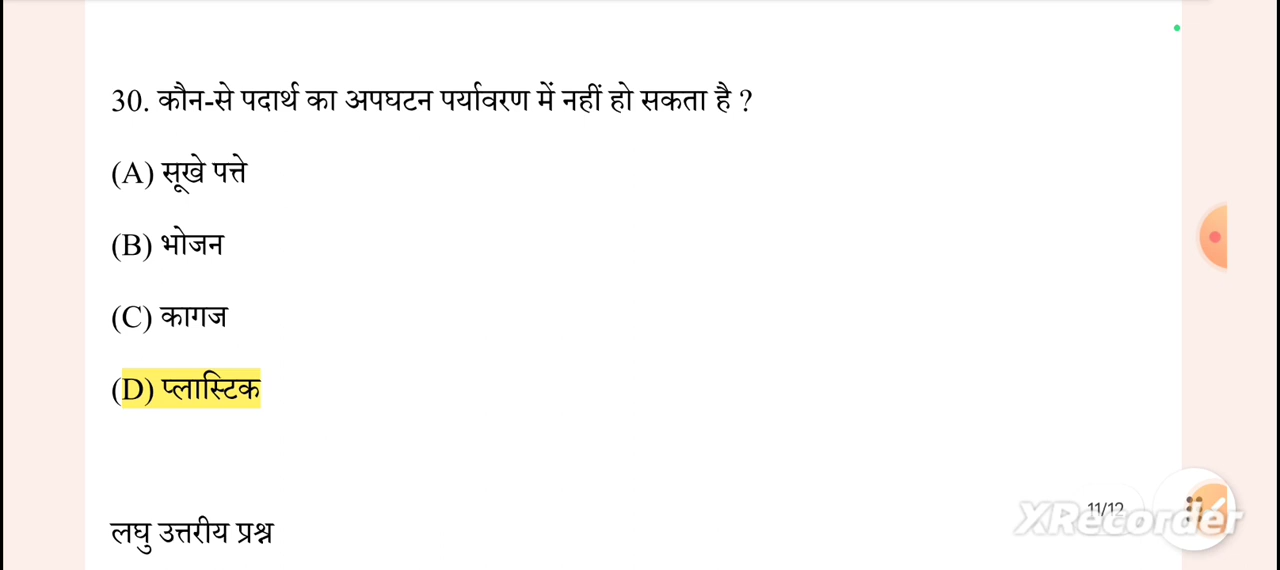 30. कौन-से पदार्थ का अपघटन पर्यावरण में नहीं हो सकता है ?
(A) सूखे पत्ते
(B) भोजन
(C) कागज
(D) प्लास्टिक
11/12
XRecorder
लघु उत्तरीय प्रश्न